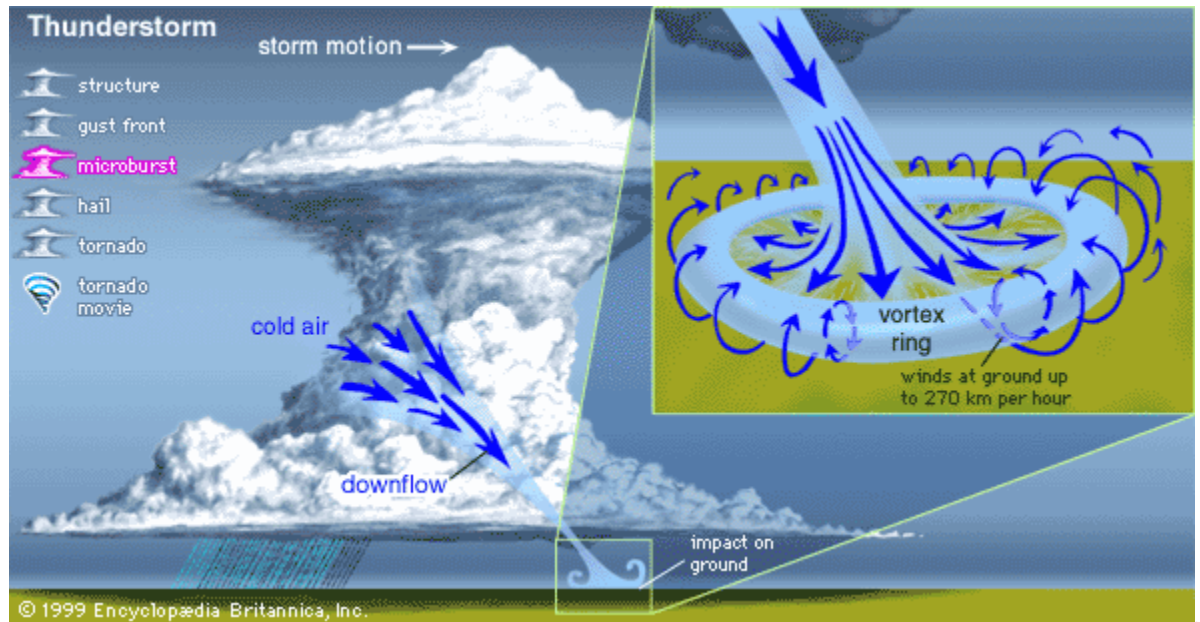 Thunderstorm
storm motion
structure
gust front
microburst
hail
tornado
tornado
movie
cold air
downflow
vortex
ring
winds at ground up
to 270 km per hour
impact on
ground
© 1999 Encyclopædia Britannica, Inc.